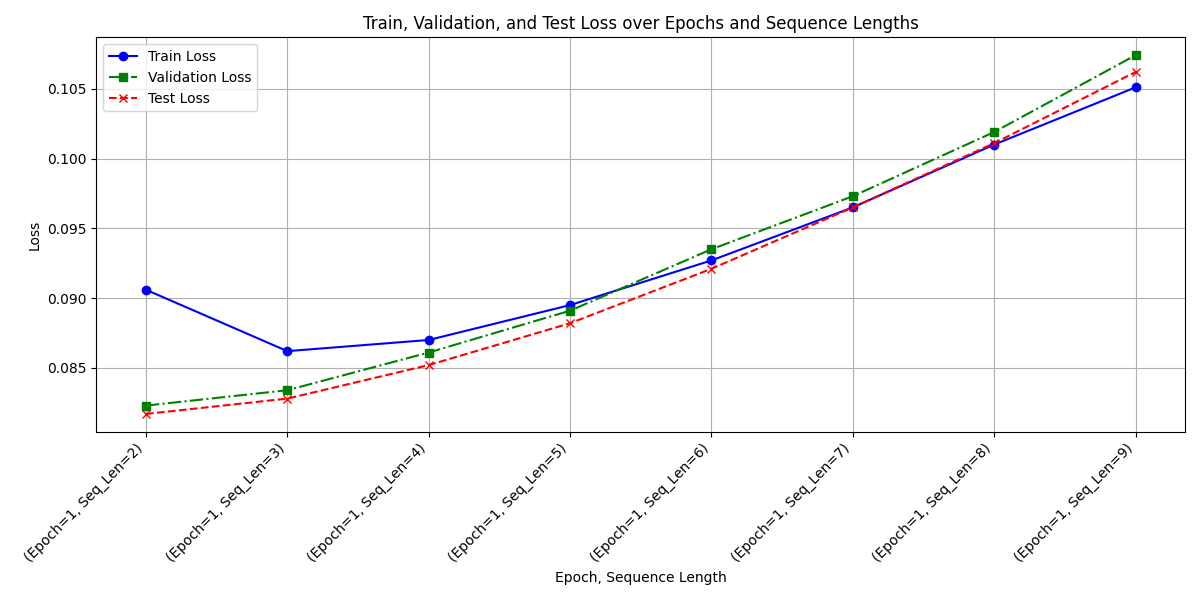 Train, Validation, and Test Loss over Epochs and Sequence Lengths
Train Loss
Validation Loss
Test Loss
Loss
0.105
0.100
0.095
0.090
0.085
(Epoch=1, Seq_Len=2)
(Epoch=1, Seq_Len=3)
(Epoch=1, Seq_Len=4)
(Epoch=1, Seq_Len=5)
(Epoch=1, Seq_Len=6)
(Epoch=1, Seq_Len=7)
(Epoch=1, Seq_Len=8)
(Epoch=1, Seq_Len=9)
Epoch, Sequence Length